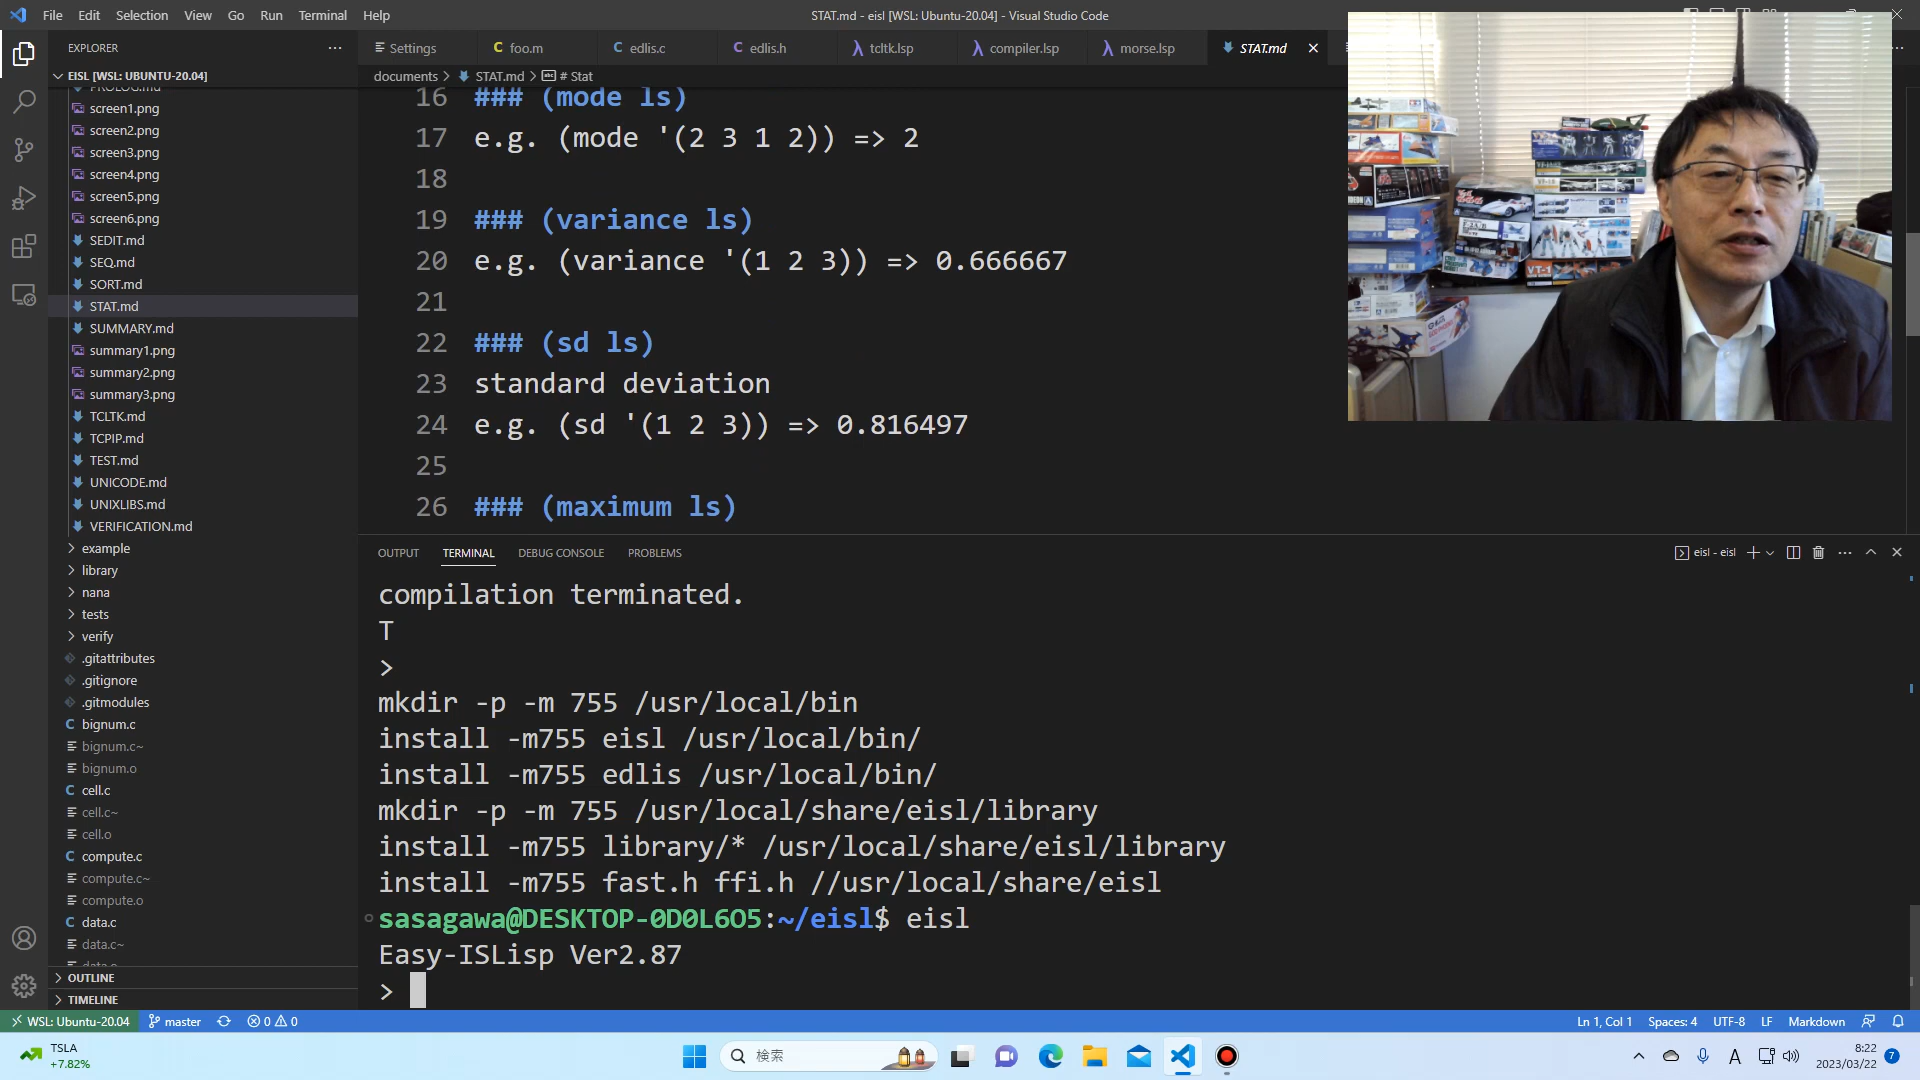 File Edit Selection View Go Run Terminal Help
STAT.md - eisl [WSL: Ubuntu-20.04] - Visual Studio Code
EXPLORER
Settings foo.m edlis.c edlis.h tcltk.lsp compiler.lsp morse.lsp STAT.md
EISL [WSL: UBUNTU-20.04]
documents > STAT.md > # Stat
PROLOG.md
screen1.png
screen2.png
screen3.png
screen4.png
screen5.png
screen6.png
SEDIT.md
SEQ.md
SORT.md
STAT.md
SUMMARY.md
summary1.png
summary2.png
summary3.png
TCLTK.md
TCPIP.md
TEST.md
UNICODE.md
UNIXLIBS.md
VERIFICATION.md
example
library
nana
tests
verify
.gitattributes
.gitignore
.gitmodules
bignum.c
bignum.c~
bignum.o
cell.c
cell.c~
cell.o
compute.c
compute.c~
compute.o
data.c
data.c~
OUTLINE
TIMELINE
16 ### (mode ls)
17 e.g. (mode '(2 3 1 2)) => 2
18
19 ### (variance ls)
20 e.g. (variance '(1 2 3)) => 0.666667
21
22 ### (sd ls)
23 standard deviation
24 e.g. (sd '(1 2 3)) => 0.816497
25
26 ### (maximum ls)
OUTPUT TERMINAL DEBUG CONSOLE PROBLEMS
eisl - eisl
compilation terminated.
T
>
mkdir -p -m 755 /usr/local/bin
install -m755 eisl /usr/local/bin/
install -m755 edlis /usr/local/bin/
mkdir -p -m 755 /usr/local/share/eisl/library
install -m755 library/* /usr/local/share/eisl/library
install -m755 fast.h ffi.h //usr/local/share/eisl
sasagawa@DESKTOP-0D0L6O5:~/eisl$ eisl
Easy-ISLisp Ver2.87
>
WSL: Ubuntu-20.04 master 0 0
Ln 1, Col 1 Spaces: 4 UTF-8 LF Markdown
TSLA
+7.82%
検索
A
8:22
2023/03/22
7